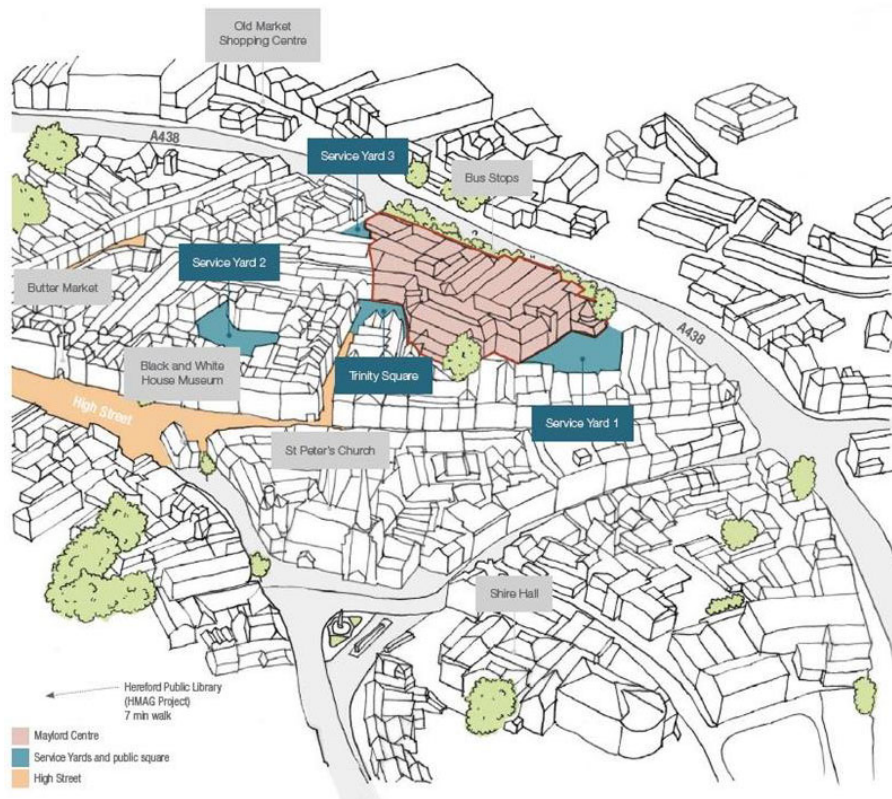 Old Market
Shopping Centre
A438
Service Yard 3
Bus Stops
Service Yard 2
Butter Market
A438
Black and White
House Museum
Trinity Square
High Street
Service Yard 1
St Peter's Church
Shire Hall
Hereford Public Library
(HMAG Project)
7 min walk
Maylord Centre
Service Yards and public square
High Street